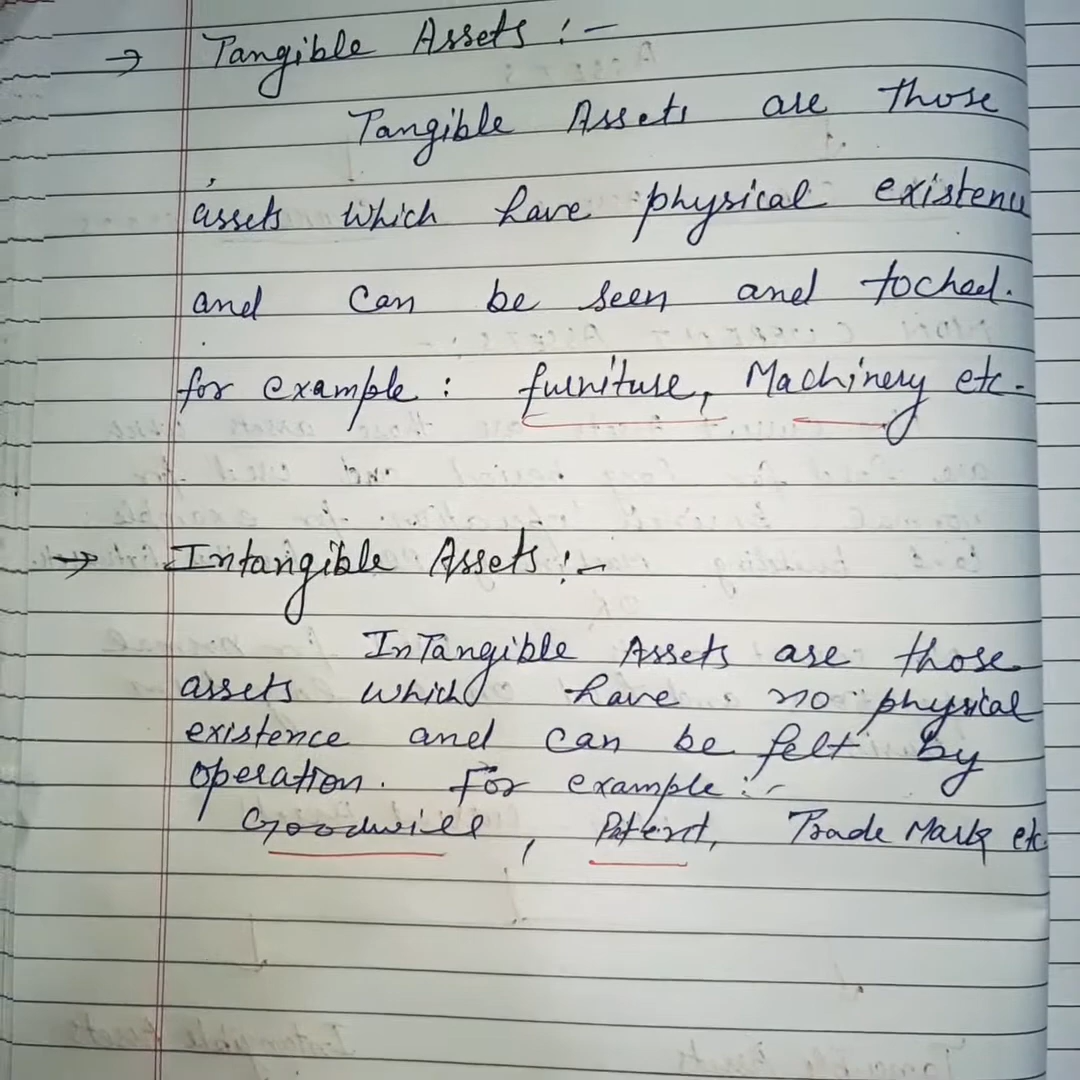 → Tangible Assets :-
Tangible Assets are those
assets which have physical existence
and can be seen and toched.
for example : furniture, Machinery etc.
→ Intangible Assets :-
InTangible Assets are those
assets which have no physical
existence and can be felt by
operation. For example :-
Goodwill, Patent, Trade Mark etc